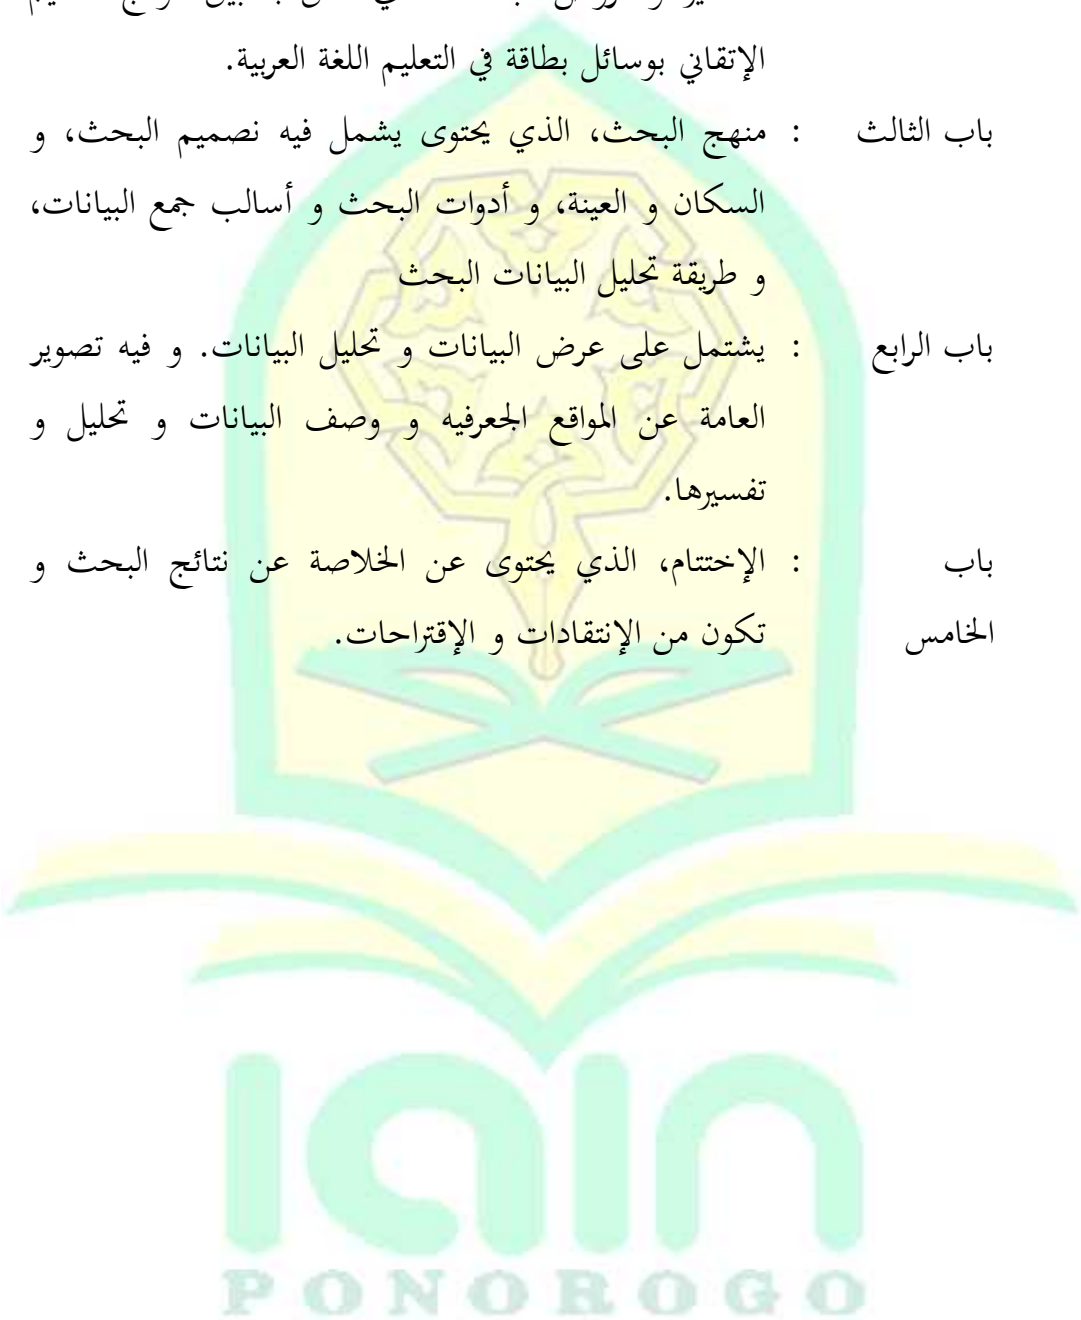 الإتقاني بوسائل بطاقة في التعليم اللغة العربية.
باب الثالث : منهج البحث، الذي يحتوى يشمل فيه نصميم البحث، و
السكان و العينة، و أدوات البحث و أسالب جمع البيانات،
و طريقة تحليل البيانات البحث
باب الرابع : يشتمل على عرض البيانات و تحليل البيانات. و فيه تصوير
العامة عن المواقع الجعرفيه و وصف البيانات و تحليل و
تفسيرها.
باب : الإختتام، الذي يحتوى عن الخلاصة عن نتائج البحث و
الخامس تكون من الإنتقادات و الإقتراحات.
iain
PONOROGO